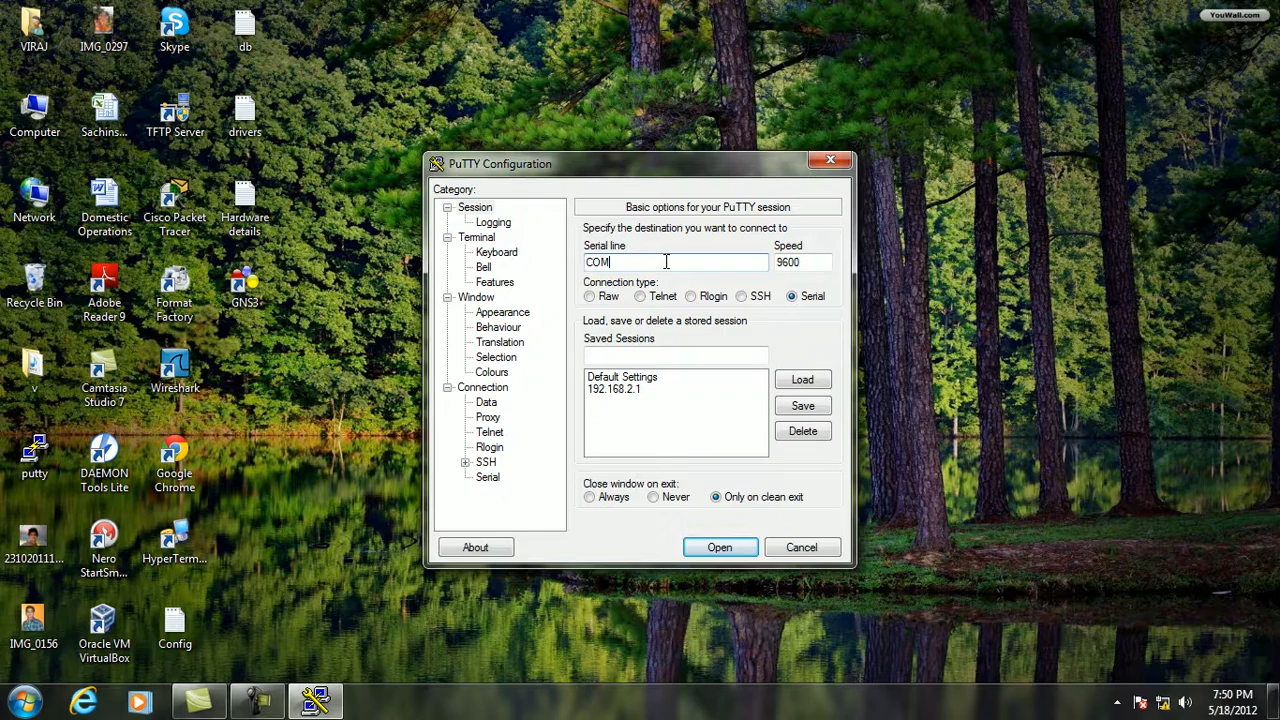 YouWall.com
VIRAJ
IMG_0297
Skype
db
Computer
Sachins...
TFTP Server
drivers
Network
Domestic Operations
Cisco Packet Tracer
Hardware details
Recycle Bin
Adobe Reader 9
Format Factory
GNS3
v
Camtasia Studio 7
Wireshark
putty
DAEMON Tools Lite
Google Chrome
231020111...
Nero StartSm...
HyperTerm...
IMG_0156
Oracle VM VirtualBox
Config
PuTTY Configuration
Category:
Session
Logging
Terminal
Keyboard
Bell
Features
Window
Appearance
Behaviour
Translation
Selection
Colours
Connection
Data
Proxy
Telnet
Rlogin
SSH
Serial
Basic options for your PuTTY session
Specify the destination you want to connect to
Serial line Speed
COM 9600
Connection type:
Raw Telnet Rlogin SSH Serial
Load, save or delete a stored session
Saved Sessions
Default Settings
192.168.2.1
Load
Save
Delete
Close window on exit:
Always Never Only on clean exit
About Open Cancel
7:50 PM
5/18/2012